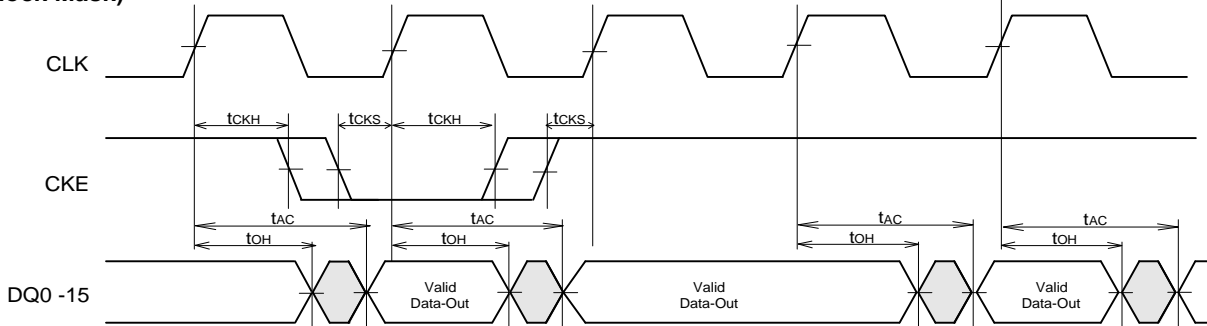 CLK
tCKH tCKS tCKH tCKS
CKE
tAC tAC tAC tAC
tOH tOH tOH tOH
DQ0 -15
Valid
Data-Out
Valid
Data-Out
Valid
Data-Out